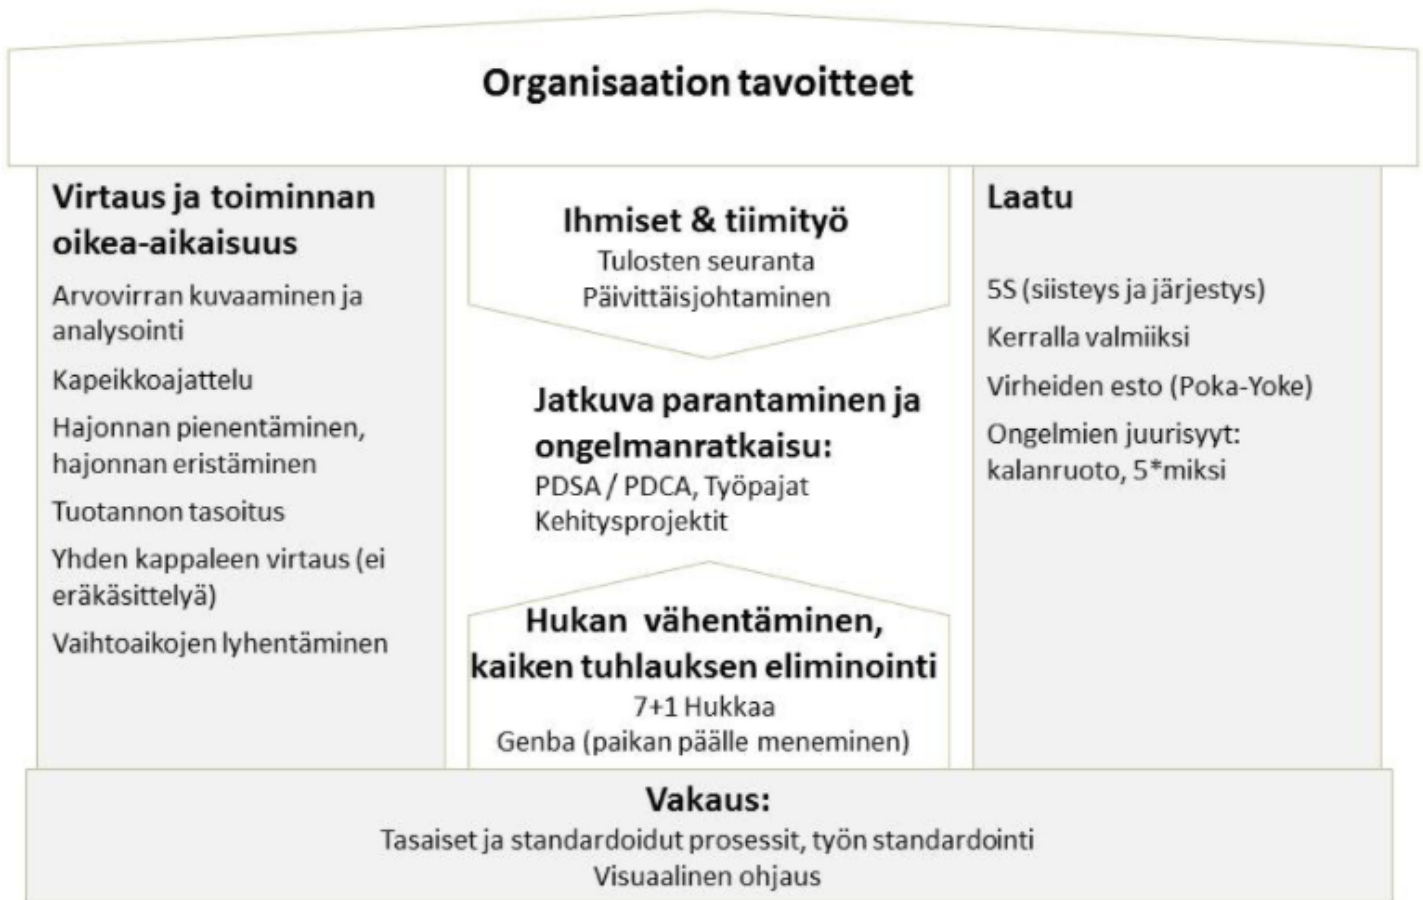 Organisaation tavoitteet
Virtaus ja toiminnan
oikea-aikaisuus
Arvovirran kuvaaminen ja
analysointi
Kapeikkoajattelu
Hajonnan pienentäminen,
hajonnan eristäminen
Tuotannon tasoitus
Yhden kappaleen virtaus (ei
eräkäsittelyä)
Vaihtoaikojen lyhentäminen
Ihmiset & tiimityö
Tulosten seuranta
Päivittäisjohtaminen
Jatkuva parantaminen ja
ongelmanratkaisu:
PDSA / PDCA, Työpajat
Kehitysprojektit
Hukan vähentäminen,
kaiken tuhlauksen eliminointi
7+1 Hukkaa
Genba (paikan päälle meneminen)
Laatu
5S (siisteys ja järjestys)
Kerralla valmiiksi
Virheiden esto (Poka-Yoke)
Ongelmien juurisyyt:
kalanruoto, 5*miksi
Vakaus:
Tasaiset ja standardoidut prosessit, työn standardointi
Visuaalinen ohjaus